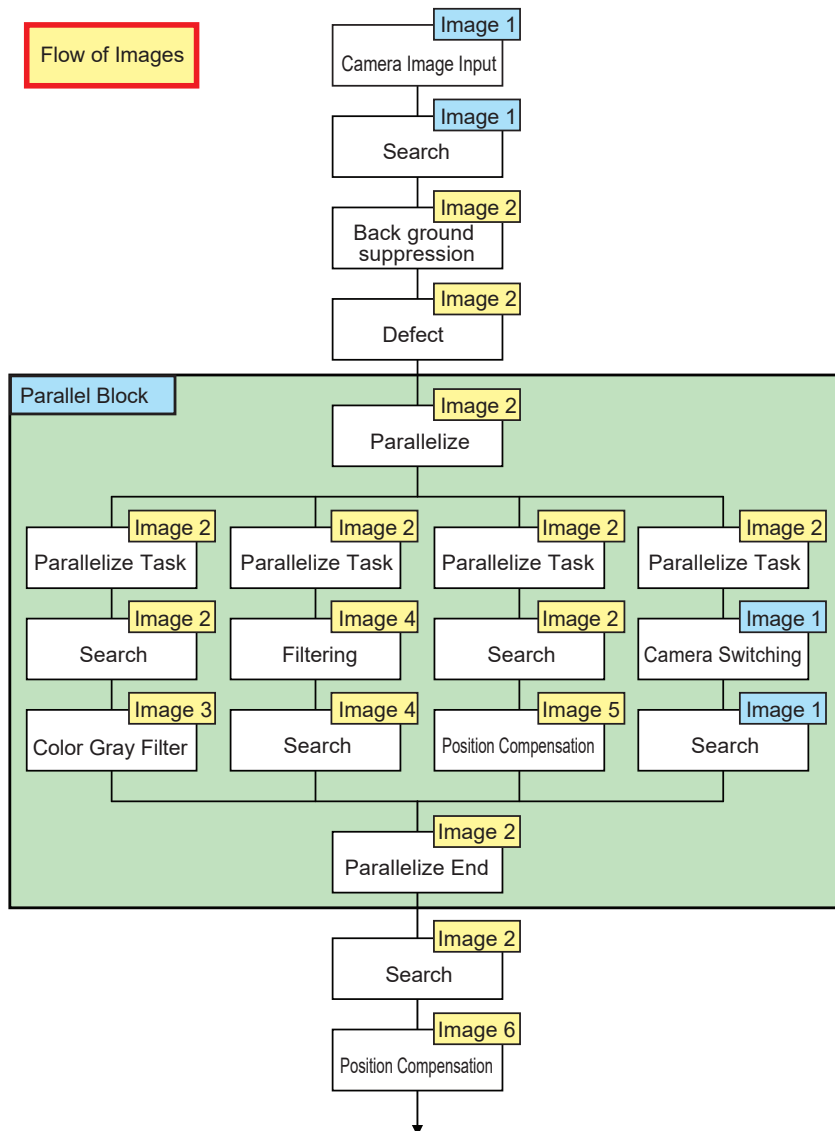 Flow of Images
Image 1
Camera Image Input
Image 1
Search
Image 2
Back ground
suppression
Image 2
Defect
Parallel Block
Image 2
Parallelize
Image 2
Image 2
Image 2
Image 2
Parallelize Task
Parallelize Task
Parallelize Task
Parallelize Task
Image 2
Image 4
Image 2
Image 1
Search
Filtering
Search
Camera Switching
Image 3
Image 4
Image 5
Image 1
Color Gray Filter
Search
Position Compensation
Search
Image 2
Parallelize End
Image 2
Search
Image 6
Position Compensation